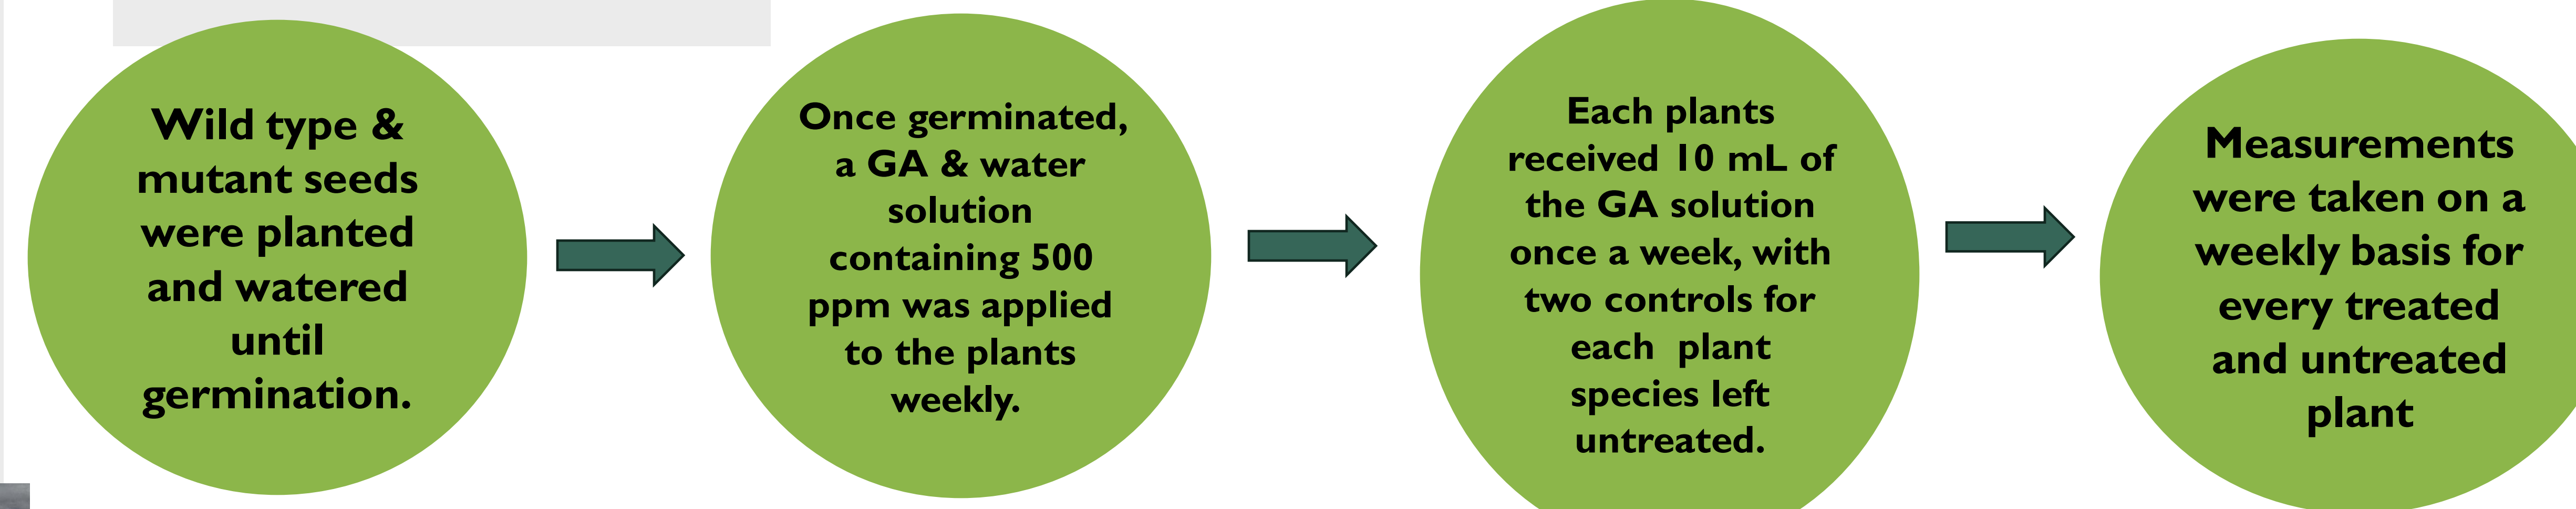 Wild type &
mutant seeds
were planted
and watered
until
germination.
Once germinated,
a GA & water
solution
containing 500
ppm was applied
to the plants
weekly.
Each plants
received 10 mL of
the GA solution
once a week, with
two controls for
each plant
species left
untreated.
Measurements
were taken on a
weekly basis for
every treated
and untreated
plant